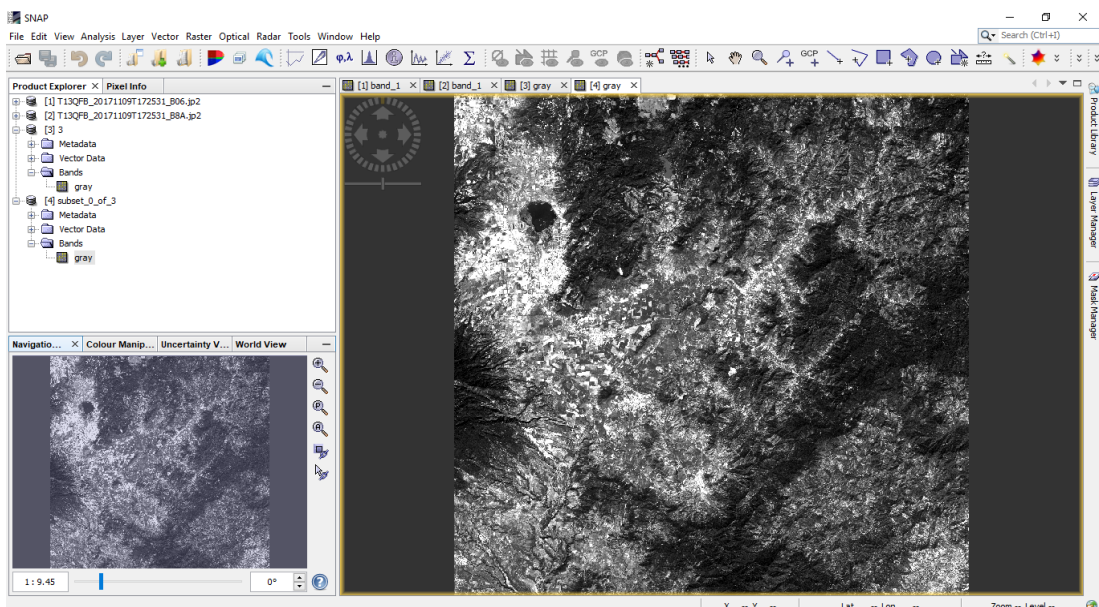 SNAP
File Edit View Analysis Layer Vector Raster Optical Radar Tools Window Help
Search (Ctrl+I)
φ,λ Σ GCP GCP
Product Explorer × Pixel Info
[1] T13QFB_20171109T172531_B06.jp2
[2] T13QFB_20171109T172531_B8A.jp2
[3] 3
Metadata
Vector Data
Bands
gray
[4] subset_0_of_3
Metadata
Vector Data
Bands
gray
[1] band_1 × [2] band_1 × [3] gray × [4] gray ×
Product Library
Layer Manager
Mask Manager
Navigatio... × Colour Manip... Uncertainty V... World View
1 : 9.45
0°
X -- Y -- Lat -- Lon -- Zoom -- Level --